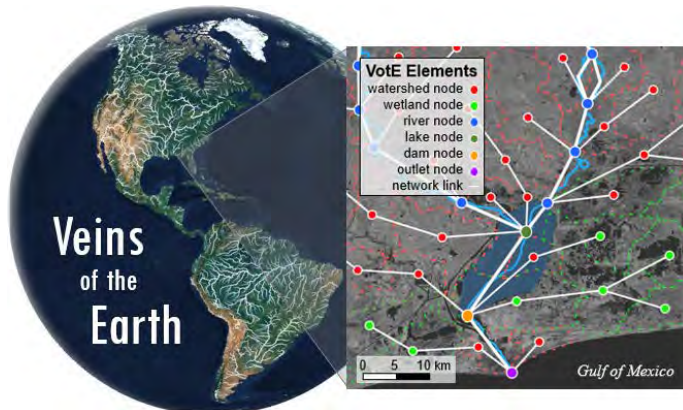 Veins
of the
Earth
VotE Elements
watershed node
wetland node
river node
lake node
dam node
outlet node
network link
0 5 10 km
Gulf of Mexico